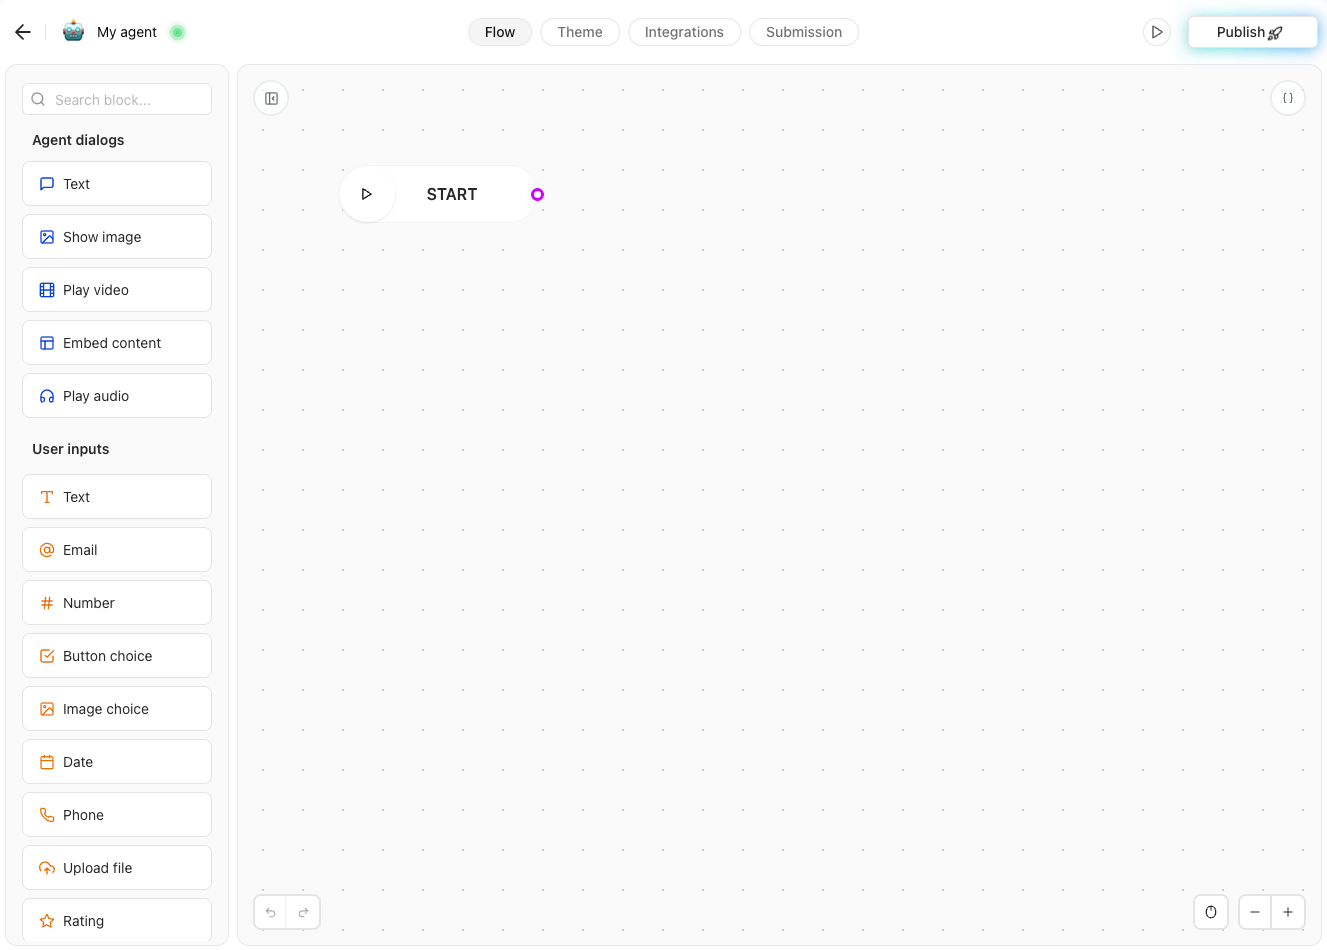 My agent
Flow
Theme
Integrations
Submission
Publish
Search block...
Agent dialogs
Text
Show image
Play video
Embed content
Play audio
User inputs
Text
Email
Number
Button choice
Image choice
Date
Phone
Upload file
Rating
START